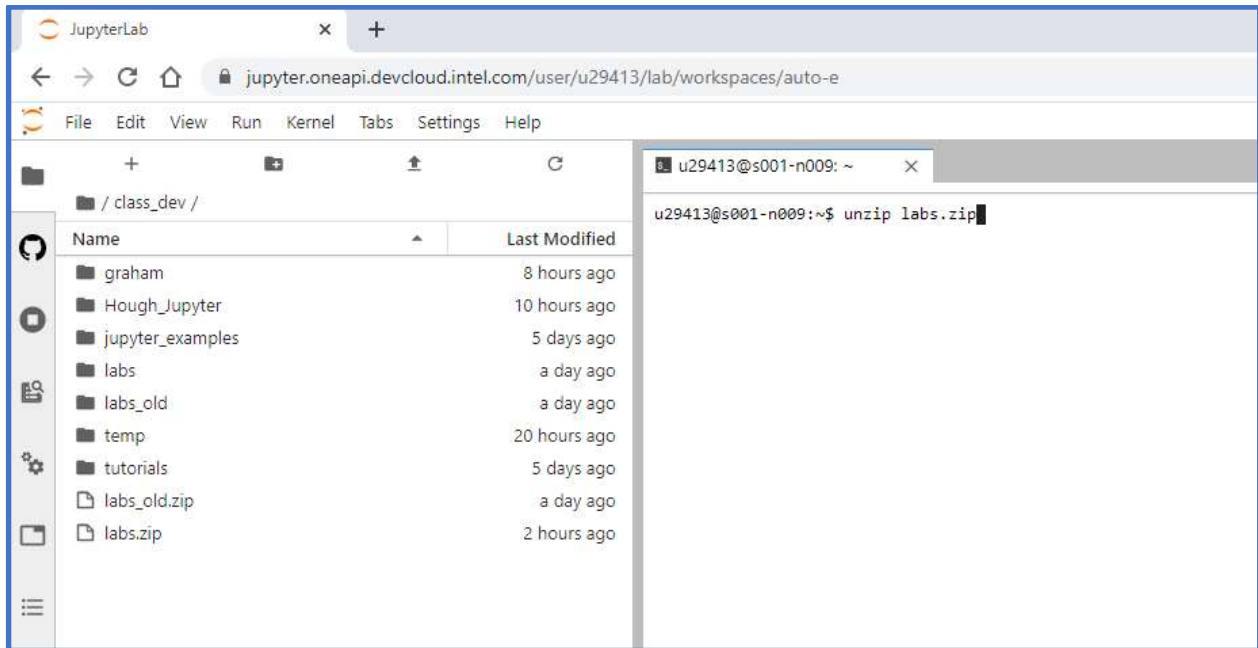 JupyterLab
jupyter.oneapi.devcloud.intel.com/user/u29413/lab/workspaces/auto-e
File Edit View Run Kernel Tabs Settings Help
/ class_dev /
Name Last Modified
graham 8 hours ago
Hough_Jupyter 10 hours ago
jupyter_examples 5 days ago
labs a day ago
labs_old a day ago
temp 20 hours ago
tutorials 5 days ago
labs_old.zip a day ago
labs.zip 2 hours ago
u29413@s001-n009: ~
u29413@s001-n009:~$ unzip labs.zip